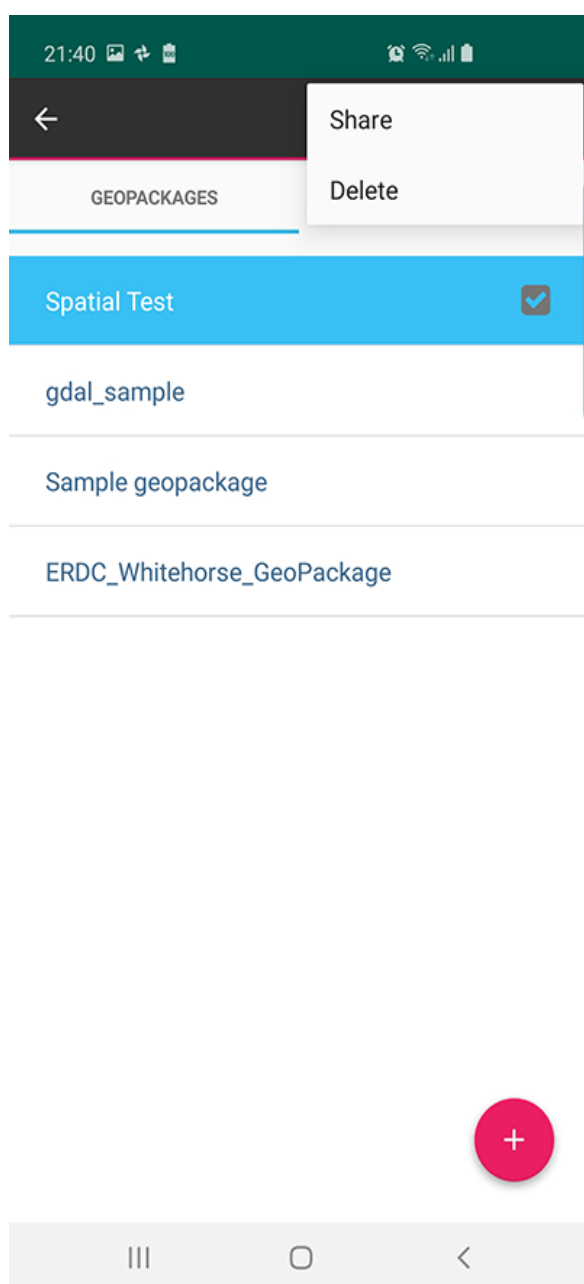 21:40
Share
Delete
GEOPACKAGES
Spatial Test
gdal_sample
Sample geopackage
ERDC_Whitehorse_GeoPackage